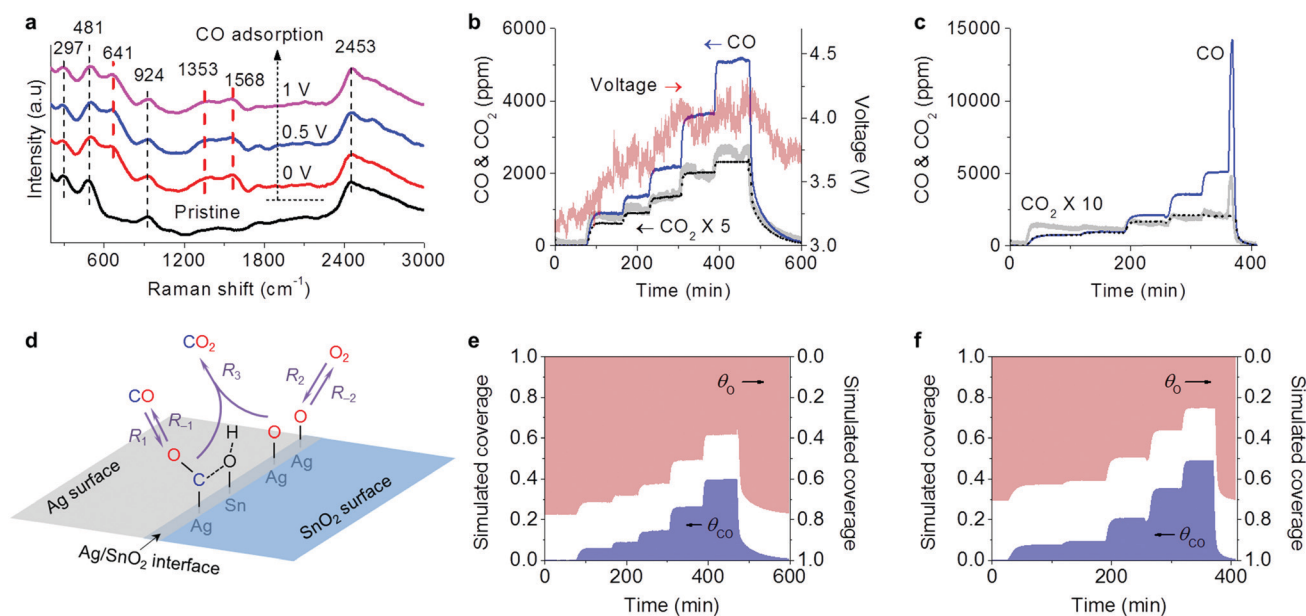 a
CO adsorption
297
481
641
924
1353
1568
2453
1 V
0.5 V
0 V
Pristine
Intensity (a.u)
600
1200
1800
2400
3000
Raman shift (cm⁻¹)
b
6000
4000
2000
0
CO & CO₂ (ppm)
← CO
Voltage →
← CO₂ X 5
4.5
4.0
3.5
3.0
Voltage (V)
0
200
400
600
Time (min)
c
15000
10000
5000
0
CO & CO₂ (ppm)
CO
CO₂ X 10
0
200
400
Time (min)
d
CO₂
O₂
R₃
R₂
R₋₂
CO
R₁
R₋₁
H
O
O
O
O
C
Ag
Ag
Sn
Ag
Ag surface
SnO₂ surface
Ag/SnO₂ interface
e
1.0
0.8
0.6
0.4
0.2
0.0
Simulated coverage
θO →
← θCO
0.0
0.2
0.4
0.6
0.8
1.0
Simulated coverage
0
200
400
600
Time (min)
f
1.0
0.8
0.6
0.4
0.2
0.0
Simulated coverage
θO →
← θCO
0.0
0.2
0.4
0.6
0.8
1.0
Simulated coverage
0
200
400
Time (min)